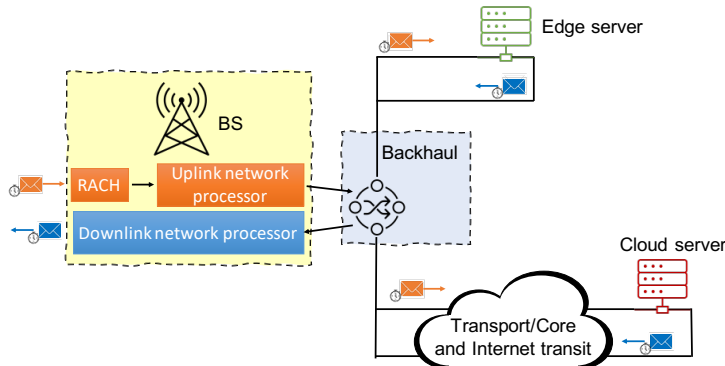 Edge server
BS
Backhaul
RACH
Uplink network
processor
Downlink network processor
Cloud server
Transport/Core
and Internet transit